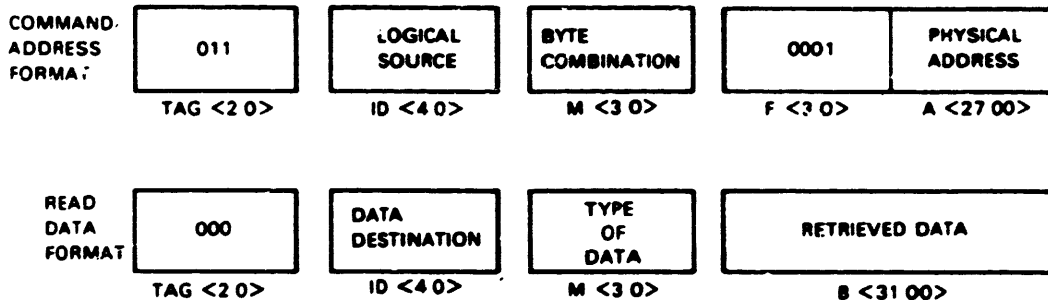 COMMAND-
ADDRESS
FORMAT
011
LOGICAL
SOURCE
BYTE
COMBINATION
0001
PHYSICAL
ADDRESS
TAG <2 0>
ID <4 0>
M <3 0>
F <3 0>
A <27 00>
READ
DATA
FORMAT
000
DATA
DESTINATION
TYPE
OF
DATA
RETRIEVED DATA
TAG <2 0>
ID <4 0>
M <3 0>
B <31 00>